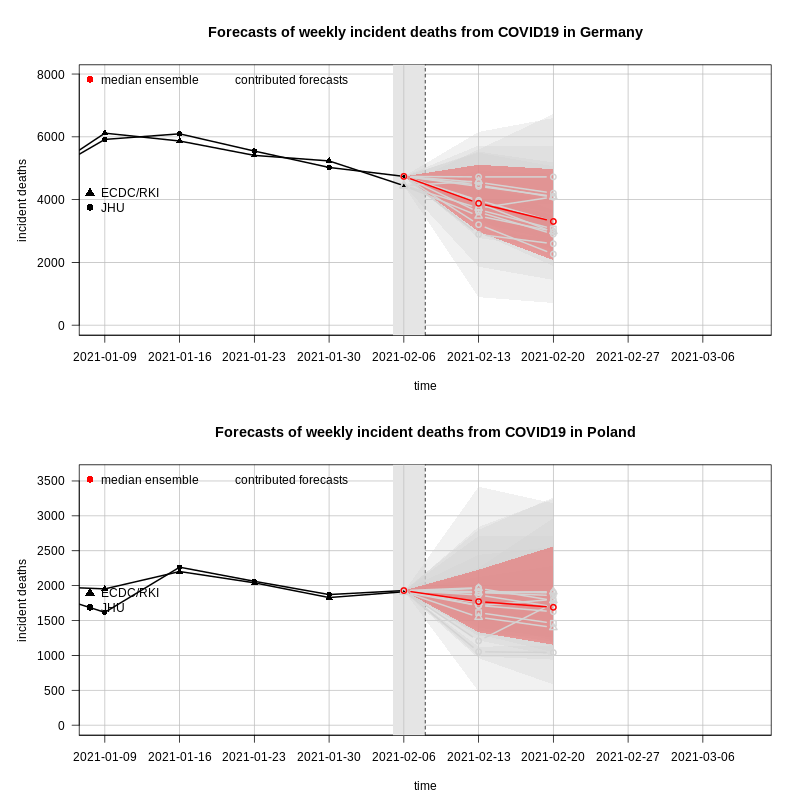 Forecasts of weekly incident deaths from COVID19 in Germany
median ensemble contributed forecasts
8000
6000
4000
2000
0
incident deaths
ECDC/RKI
JHU
2021-01-09 2021-01-16 2021-01-23 2021-01-30 2021-02-06 2021-02-13 2021-02-20 2021-02-27 2021-03-06
time
Forecasts of weekly incident deaths from COVID19 in Poland
median ensemble contributed forecasts
3500
3000
2500
2000
1500
1000
500
0
incident deaths
ECDC/RKI
JHU
2021-01-09 2021-01-16 2021-01-23 2021-01-30 2021-02-06 2021-02-13 2021-02-20 2021-02-27 2021-03-06
time